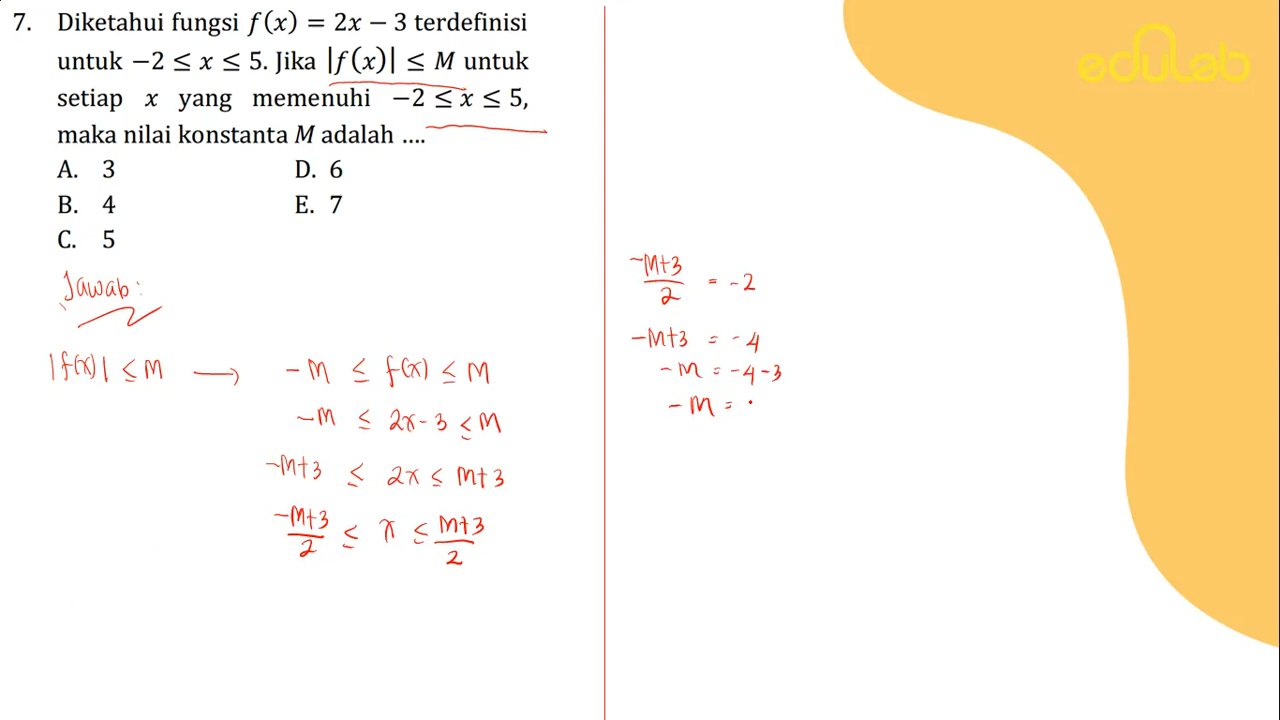 7. Diketahui fungsi f(x) = 2x − 3 terdefinisi
untuk −2 ≤ x ≤ 5. Jika |f(x)| ≤ M untuk
setiap x yang memenuhi −2 ≤ x ≤ 5,
maka nilai konstanta M adalah ....
A. 3 D. 6
B. 4 E. 7
C. 5
Jawab:
|f(x)| ≤ M ⟶ −M ≤ f(x) ≤ M
−M ≤ 2x−3 ≤ M
−M+3 ≤ 2x ≤ M+3
−M+3/2 ≤ x ≤ M+3/2
edulab
−M+3/2 = −2
−M+3 = −4
−M = −4−3
−M =